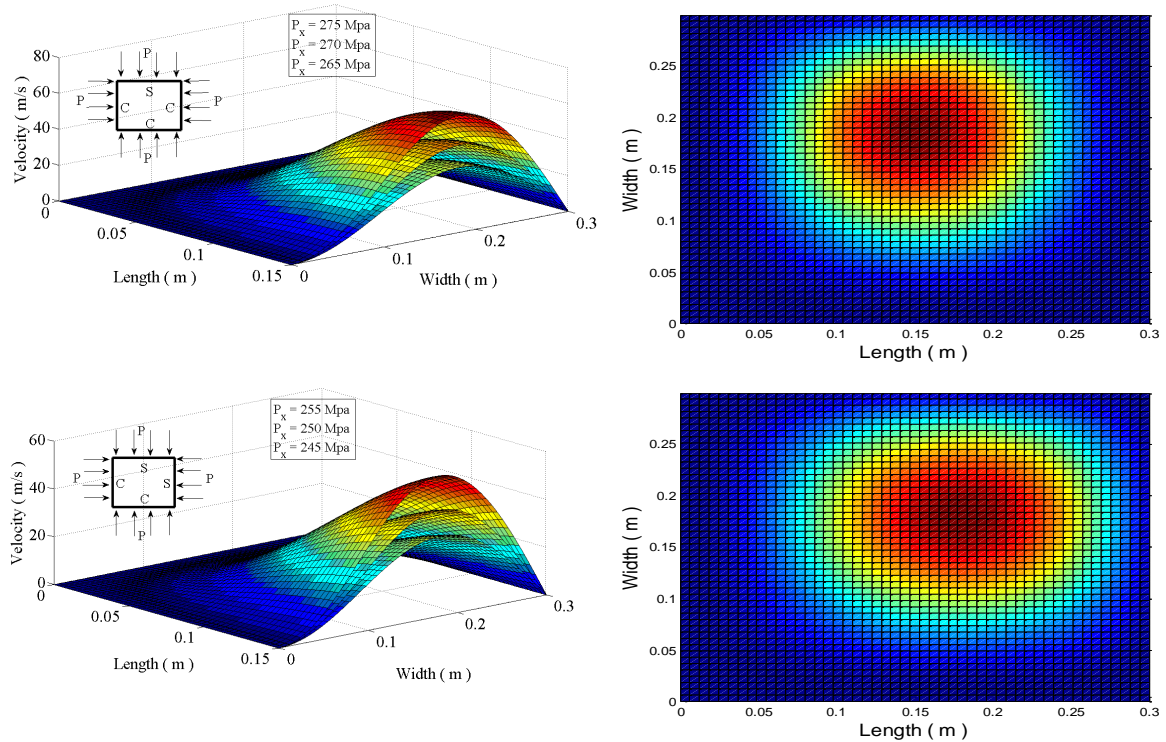 P
P
S
C
C
C
P
P
P
x
= 275 Mpa
P
x
= 270 Mpa
P
x
= 265 Mpa
Velocity ( m/s )
80
60
40
20
0
0
0.05
0.1
0.15
Length ( m )
0
0.1
0.2
0.3
Width ( m )
Width ( m )
0.25
0.2
0.15
0.1
0.05
0
0
0.05
0.1
0.15
0.2
0.25
0.3
Length ( m )
P
P
S
C
S
C
P
P
P
x
= 255 Mpa
P
x
= 250 Mpa
P
x
= 245 Mpa
Velocity ( m/s )
60
40
20
0
0
0.05
0.1
0.15
Length ( m )
0
0.1
0.2
0.3
Width ( m )
Width ( m )
0.25
0.2
0.15
0.1
0.05
0
0
0.05
0.1
0.15
0.2
0.25
0.3
Length ( m )